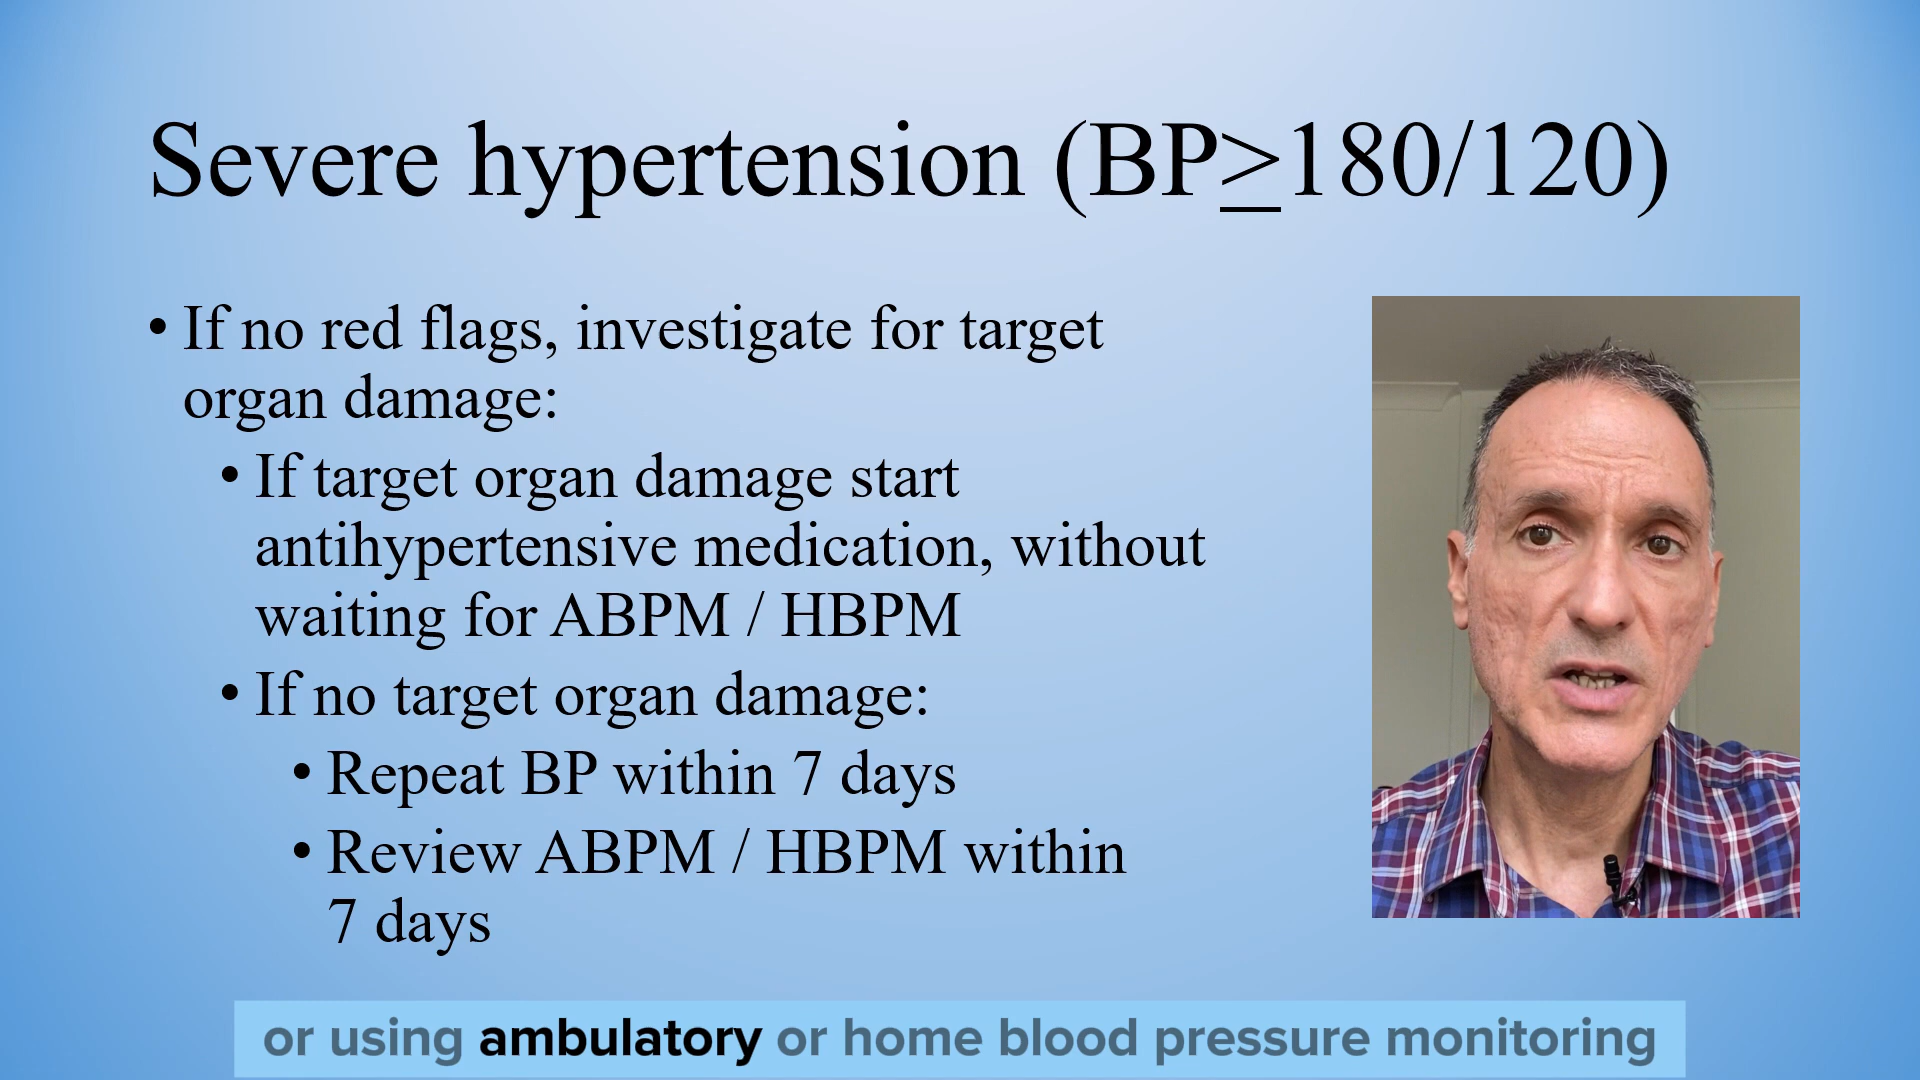 Severe hypertension (BP≥180/120)
• If no red flags, investigate for target
organ damage:
• If target organ damage start
antihypertensive medication, without
waiting for ABPM / HBPM
• If no target organ damage:
• Repeat BP within 7 days
• Review ABPM / HBPM within
7 days
or using ambulatory or home blood pressure monitoring